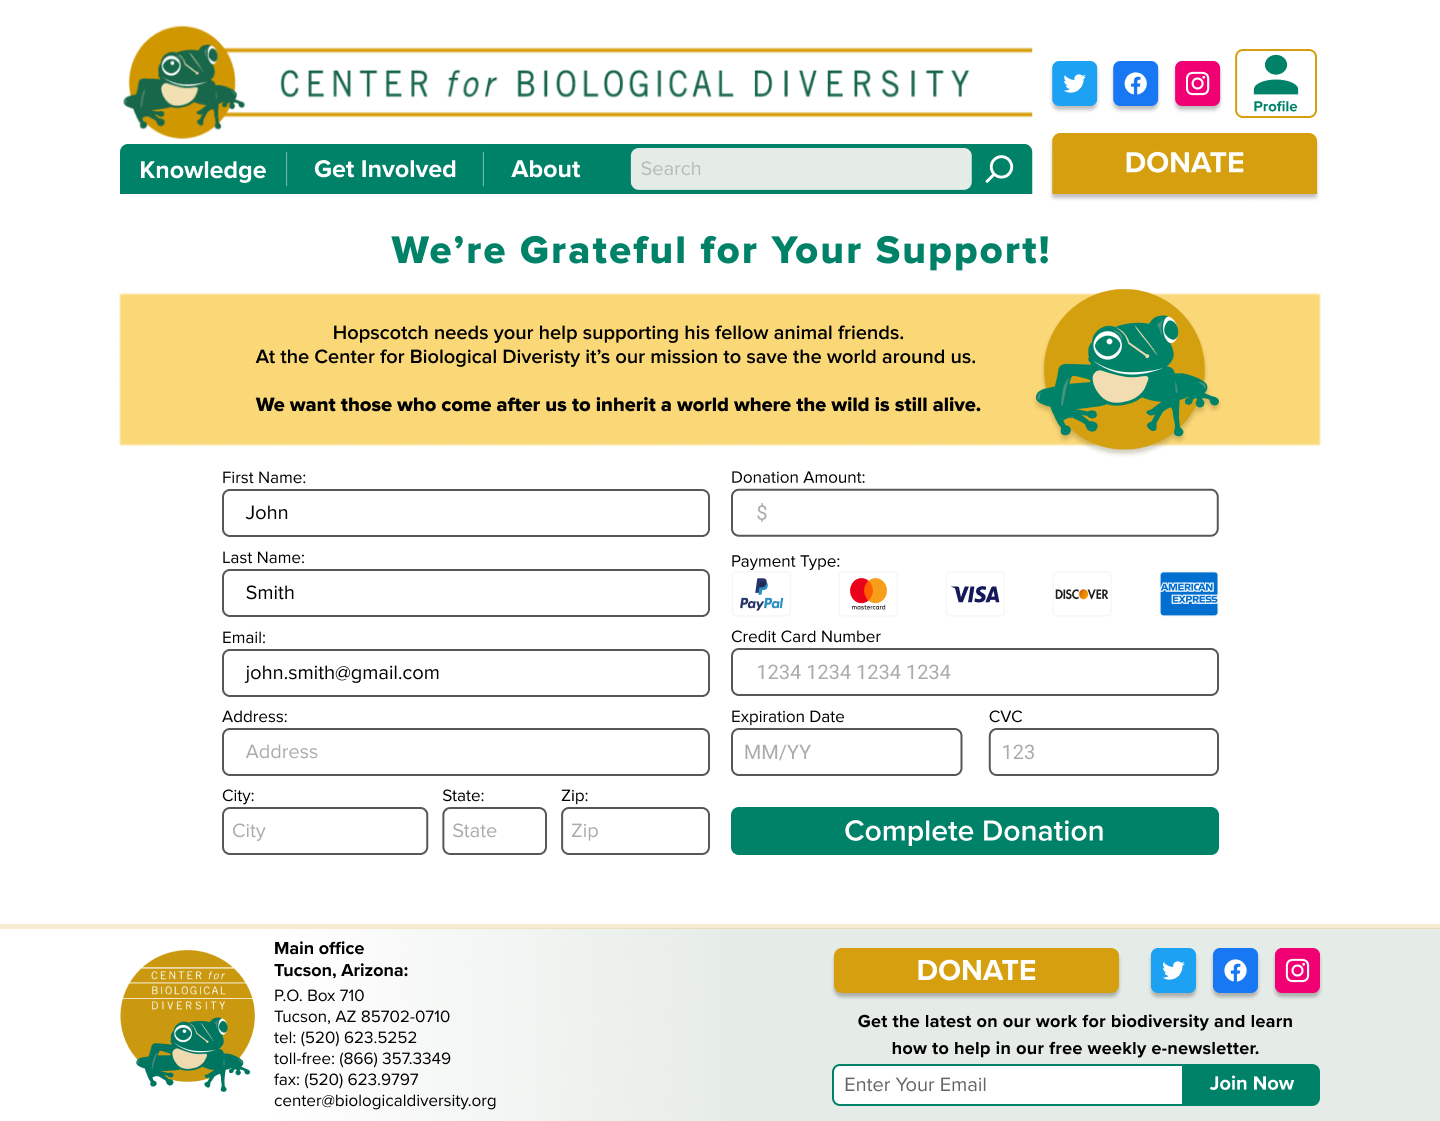 CENTER for BIOLOGICAL DIVERSITY
Profile
Knowledge
Get Involved
About
Search
DONATE
We're Grateful for Your Support!
Hopscotch needs your help supporting his fellow animal friends.
At the Center for Biological Diveristy it's our mission to save the world around us.
We want those who come after us to inherit a world where the wild is still alive.
First Name:
John
Last Name:
Smith
Email:
john.smith@gmail.com
Address:
Address
City:
State:
Zip:
City
State
Zip
Donation Amount:
$
Payment Type:
PayPal
mastercard
VISA
DISCOVER
AMERICAN
EXPRESS
Credit Card Number
1234 1234 1234 1234
Expiration Date
CVC
MM/YY
123
Complete Donation
CENTER for
BIOLOGICAL
DIVERSITY
Main office
Tucson, Arizona:
P.O. Box 710
Tucson, AZ 85702-0710
tel: (520) 623.5252
toll-free: (866) 357.3349
fax: (520) 623.9797
center@biologicaldiversity.org
DONATE
Get the latest on our work for biodiversity and learn
how to help in our free weekly e-newsletter.
Enter Your Email
Join Now